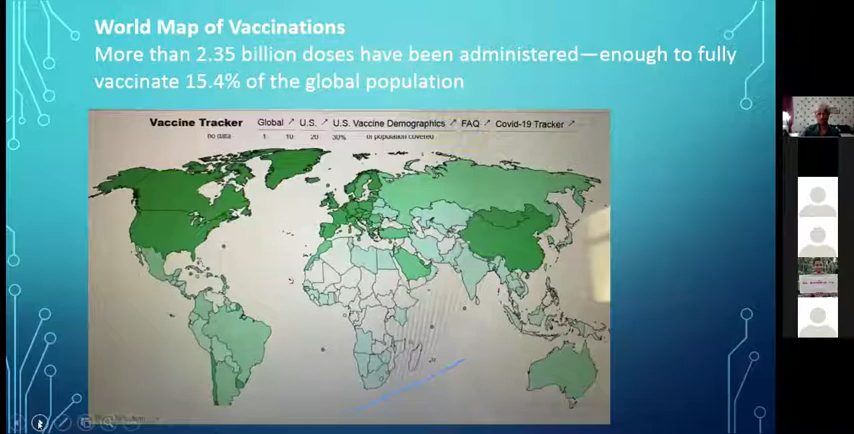 World Map of Vaccinations
More than 2.35 billion doses have been administered—enough to fully
vaccinate 15.4% of the global population
Vaccine Tracker Global ↗ U.S. ↗ U.S. Vaccine Demographics ↗ FAQ ↗ Covid-19 Tracker ↗
no data 1 10 20 30% of population covered